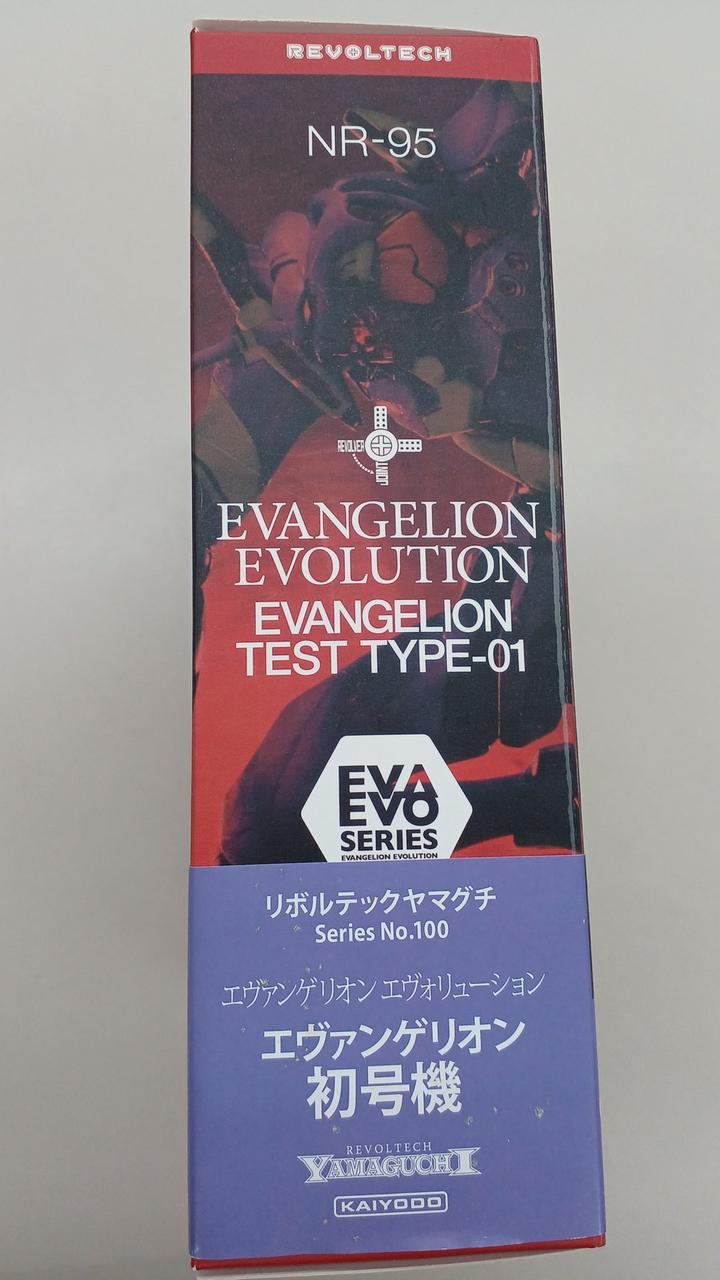 REVOLTECH
NR-95
REVOLVER
JOINT
EVANGELION
EVOLUTION
EVANGELION
TEST TYPE-01
EVA
EVO
SERIES
EVANGELION EVOLUTION
リボルテックヤマグチ
Series No.100
エヴァンゲリオン エヴォリューション
エヴァンゲリオン
初号機
REVOLTECH
YAMAGUCHI
KAIYODO